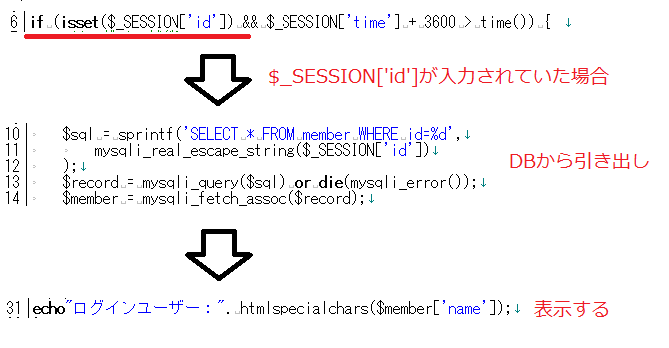 6 if (isset($_SESSION['id']) && $_SESSION['time'] + 3600 > time()) { ↓
$_SESSION['id']が入力されていた場合
10 $sql = sprintf('SELECT * FROM member WHERE id=%d',↓
11 mysqli_real_escape_string($_SESSION['id'])↓
12 );↓
13 $record = mysqli_query($sql) or die(mysqli_error());↓
14 $member = mysqli_fetch_assoc($record);↓
DBから引き出し
31 echo"ログインユーザー：". htmlspecialchars($member['name']);↓ 表示する